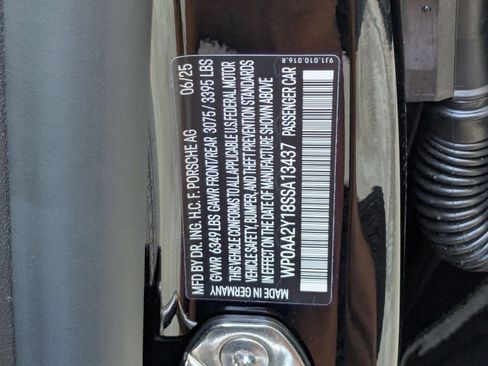 MFD BY DR. ING. H.C. F. PORSCHE AG 06/25
GVWR 6349 LBS GAWR FRONT/REAR 3075 / 3395 LBS
THIS VEHICLE CONFORMS TO ALL APPLICABLE U.S. FEDERAL MOTOR
VEHICLE SAFETY, BUMPER, AND THEFT PREVENTION STANDARDS
IN EFFECT ON THE DATE OF MANUFACTURE SHOWN ABOVE
WP0AA2Y18SSA13437 PASSENGER CAR
MADE IN GERMANY
9J1.010.016.R